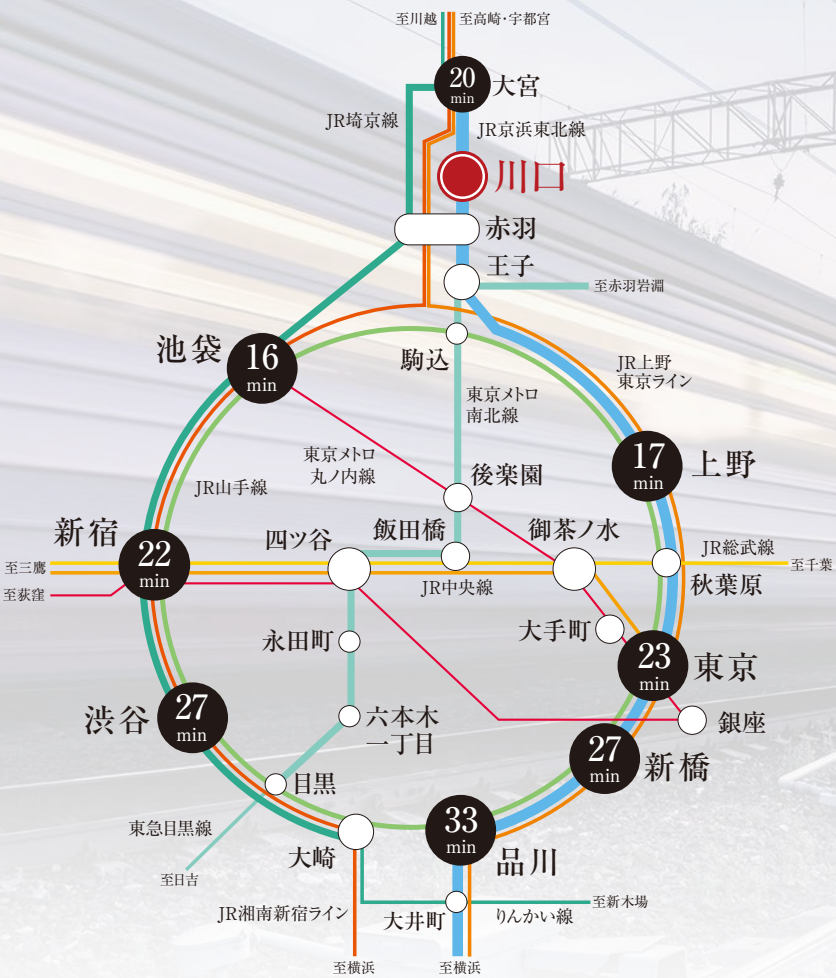 至川越
至高崎・宇都宮
20
min
大宮
JR埼京線
JR京浜東北線
川口
赤羽
王子
至赤羽岩淵
池袋
16
min
駒込
JR上野
東京ライン
東京メトロ
南北線
17
min
上野
東京メトロ
丸ノ内線
JR山手線
後楽園
新宿
22
min
四ツ谷
飯田橋
御茶ノ水
JR総武線
至三鷹
至千葉
JR中央線
秋葉原
至荻窪
大手町
永田町
23
min
東京
渋谷
27
min
六本木
一丁目
銀座
27
min
新橋
目黒
東急目黒線
33
min
品川
大崎
至日吉
JR湘南新宿ライン
大井町
りんかい線
至新木場
至横浜
至横浜